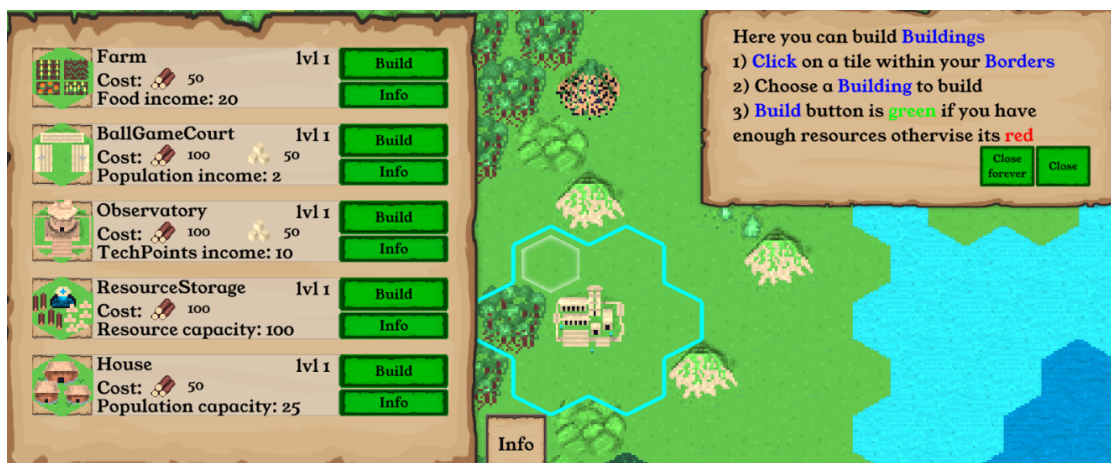 Farm lvl 1
Cost: 50
Food income: 20
Build
Info
BallGameCourt lvl 1
Cost: 100 50
Population income: 2
Build
Info
Observatory lvl 1
Cost: 100 50
TechPoints income: 10
Build
Info
ResourceStorage lvl 1
Cost: 100
Resource capacity: 100
Build
Info
House lvl 1
Cost: 50
Population capacity: 25
Build
Info
Info
Here you can build Buildings
1) Click on a tile within your Borders
2) Choose a Building to build
3) Build button is green if you have
enough resources othervise its red
Close
forever
Close